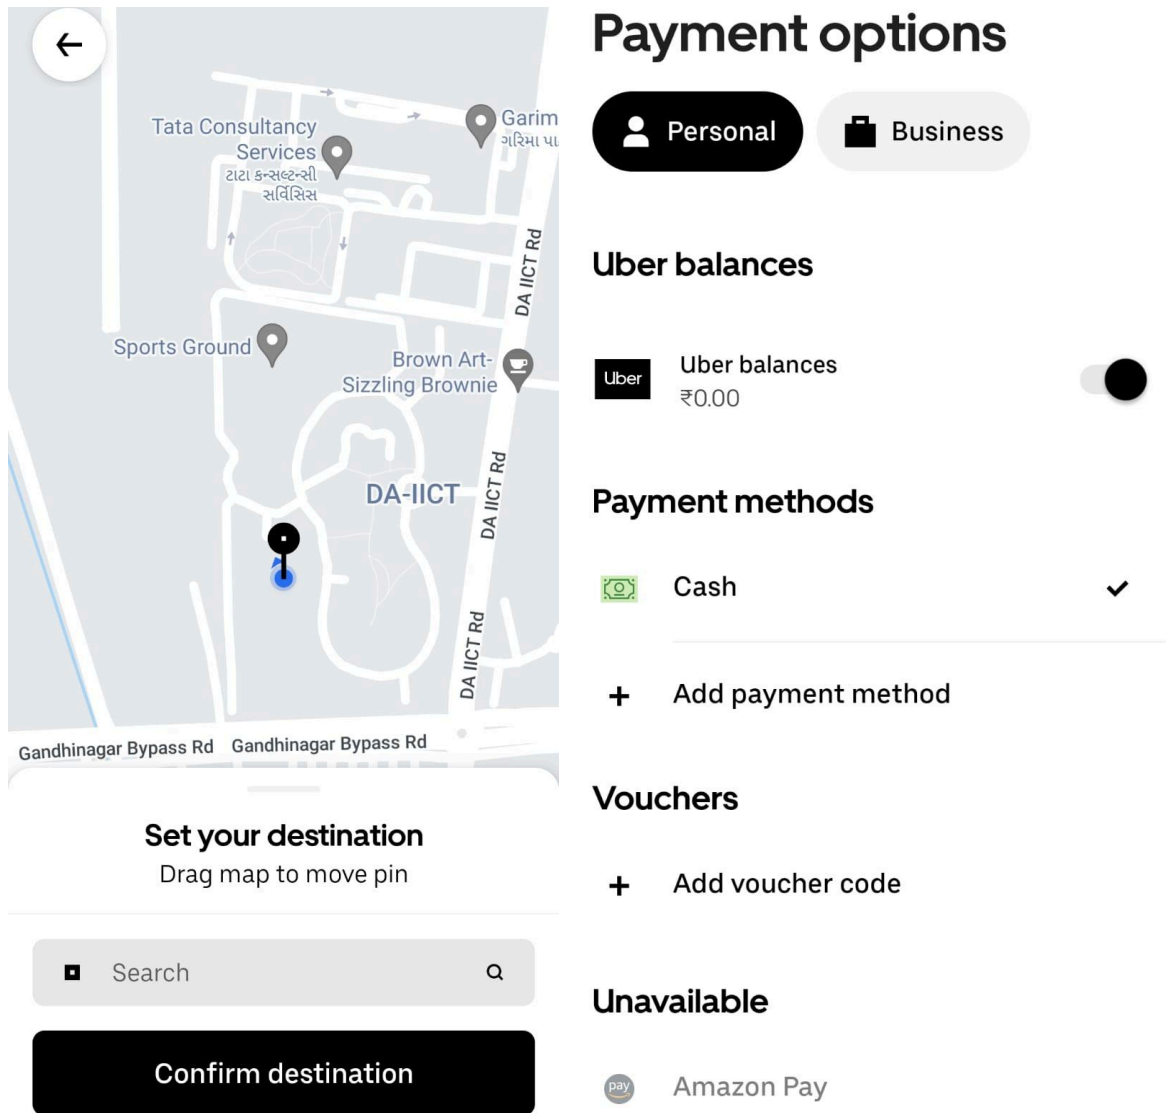 Tata Consultancy
Services
ટાટા કન્સલ્ટન્સી
સર્વિસિસ
Garim
ગરિમા પા
DA IICT Rd
Sports Ground
Brown Art-
Sizzling Brownie
DA IICT Rd
DA-IICT
DA IICT Rd
Gandhinagar Bypass Rd
Gandhinagar Bypass Rd
Set your destination
Drag map to move pin
Search
Confirm destination
Payment options
Personal
Business
Uber balances
Uber
Uber balances
₹0.00
Payment methods
Cash
Add payment method
Vouchers
Add voucher code
Unavailable
pay
Amazon Pay